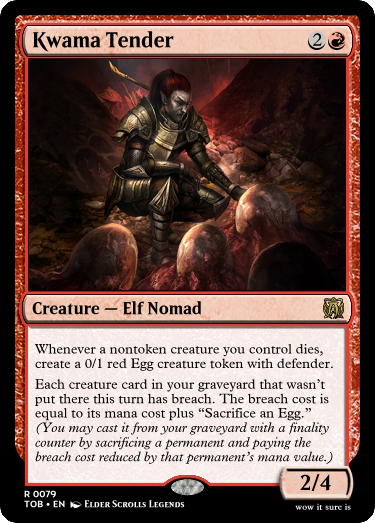 Kwama Tender 2
Creature — Elf Nomad
Whenever a nontoken creature you control dies,
create a 0/1 red Egg creature token with defender.
Each creature card in your graveyard that wasn't
put there this turn has breach. The breach cost is
equal to its mana cost plus “Sacrifice an Egg.”
(You may cast it from your graveyard with a finality
counter by sacrificing a permanent and paying the
breach cost reduced by that permanent's mana value.)
2/4
R 0079
TOB • EN Elder Scrolls Legends
wow it sure is